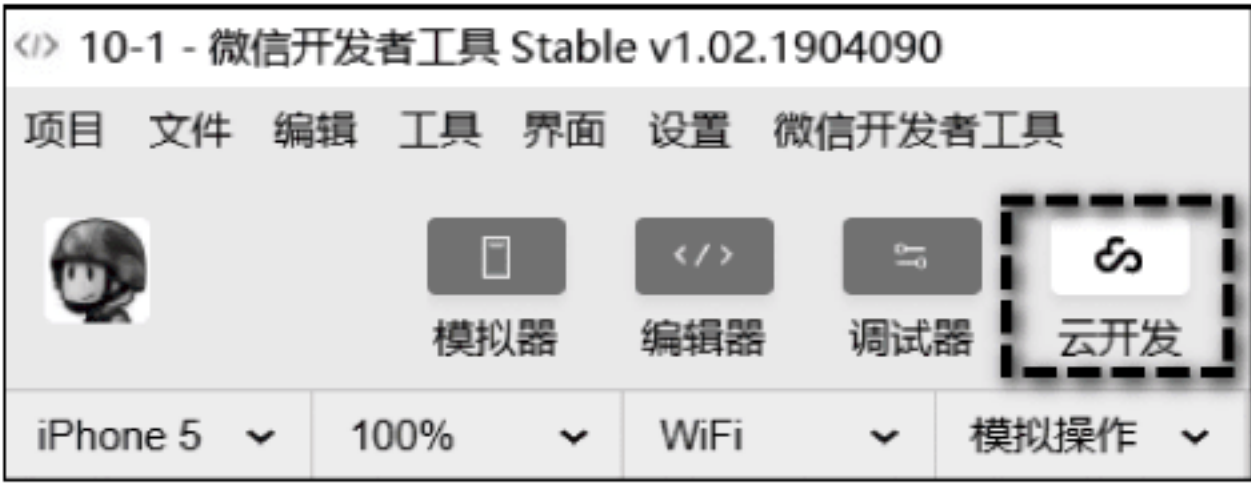 </> 10-1 - 微信开发者工具 Stable v1.02.1904090
项目 文件 编辑 工具 界面 设置 微信开发者工具
</>
模拟器 编辑器 调试器 云开发
iPhone 5 100% WiFi 模拟操作